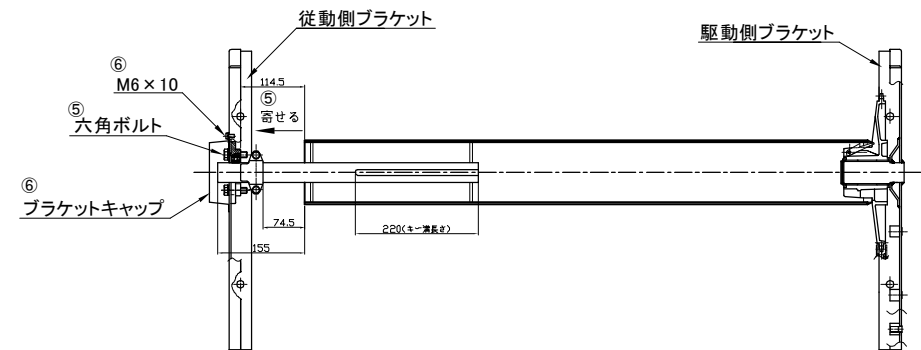 従動側ブラケット
駆動側ブラケット
⑥
M6×10
114.5
⑤
寄せる
⑤
六角ボルト
⑥
ブラケットキャップ
74.5
220(キー溝長さ)
155